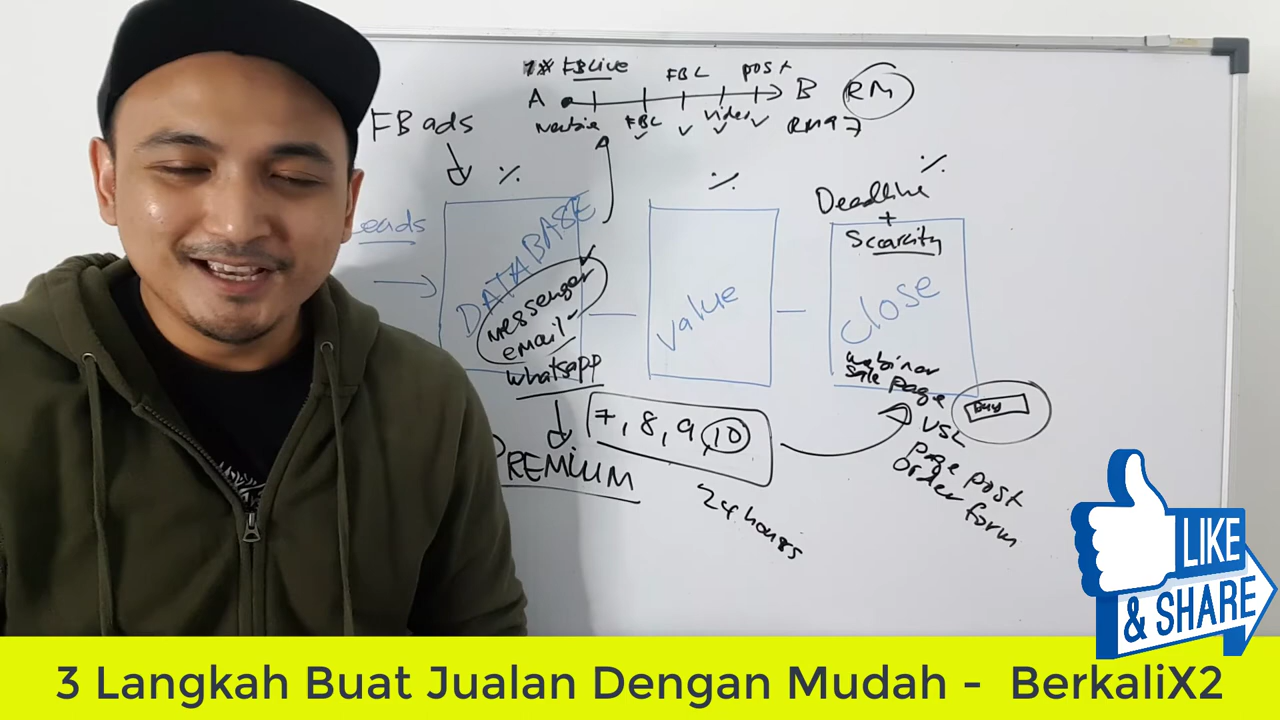 FBLive
FBL
post
A
B
RM
newbie
FBL
video
RM97
FB ads
%
%
%
Leads
DATABASE
messenger
email
whatsapp
PREMIUM
7, 8, 9, 10
24 hours
value
Deadline
+
Scarcity
close
webinar
sale page
Buy
VSL
page post
order form
LIKE
& SHARE
3 Langkah Buat Jualan Dengan Mudah - BerkaliX2